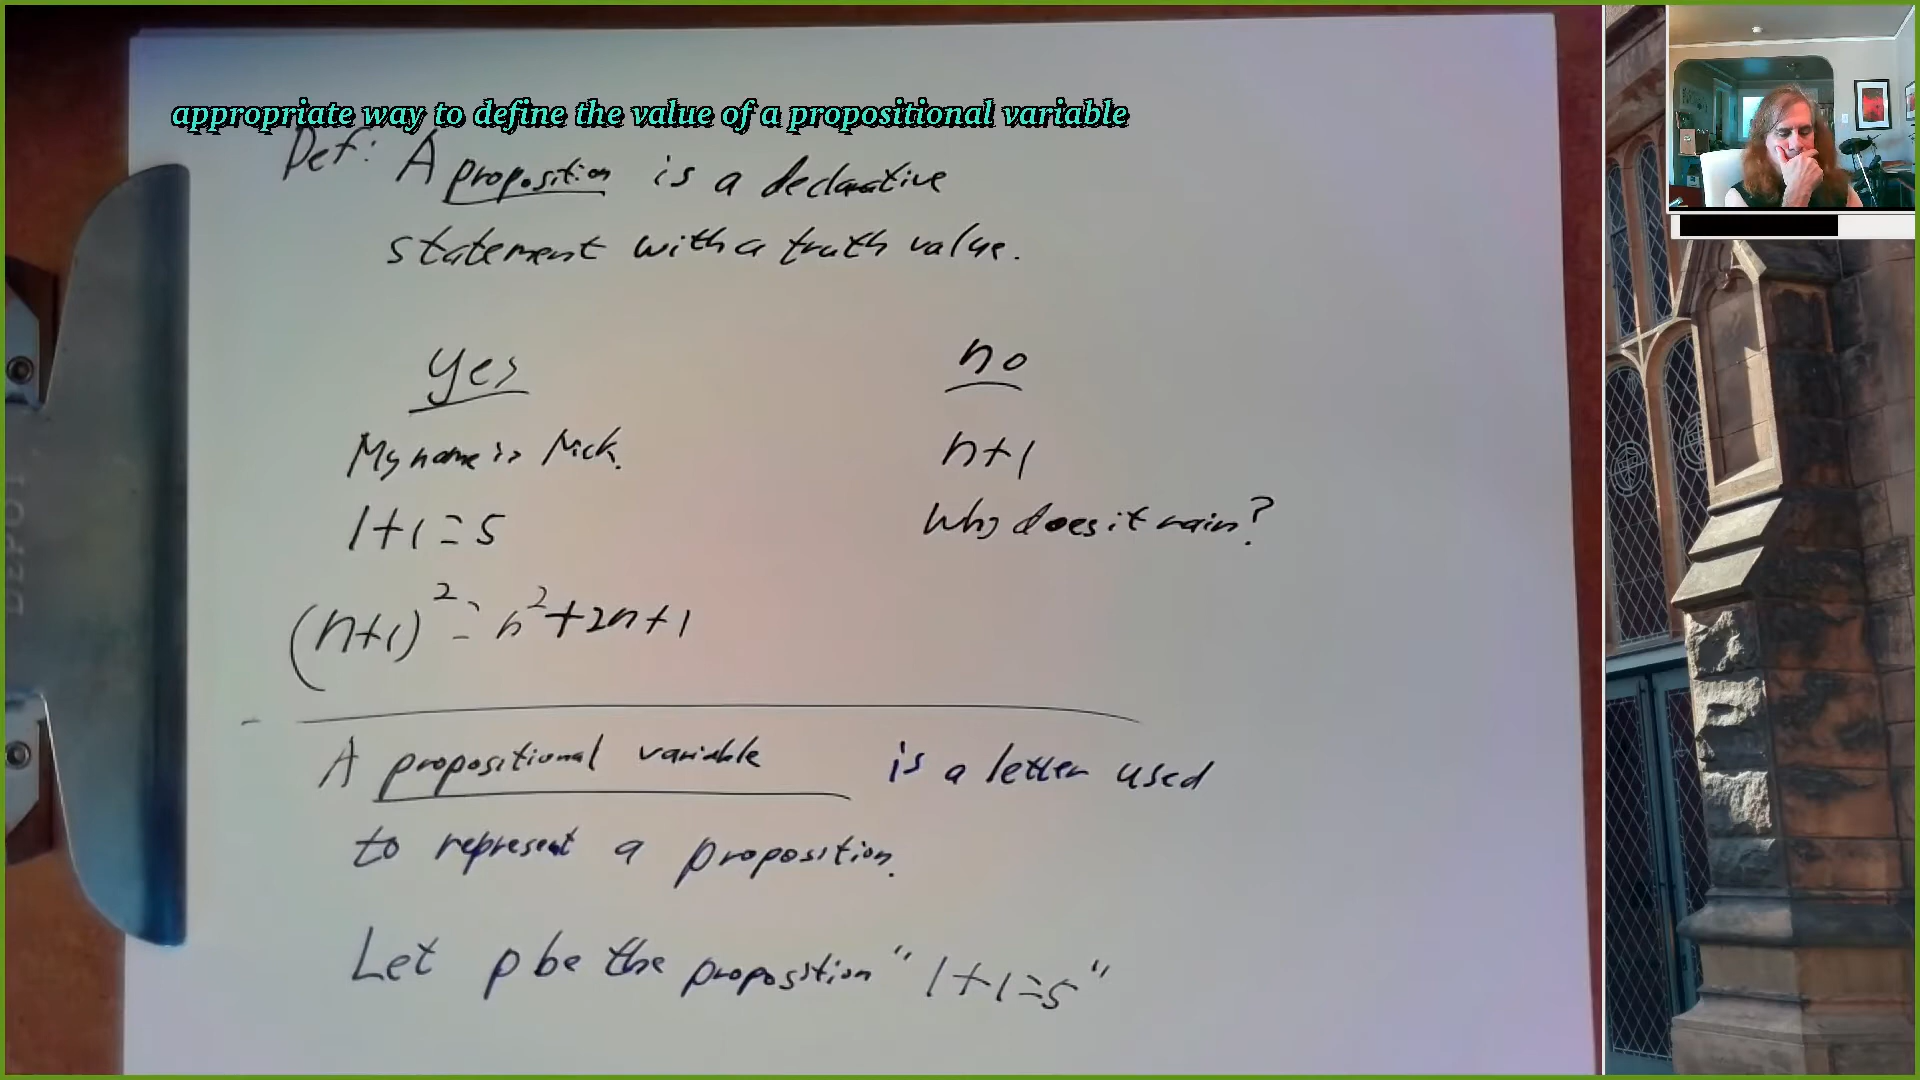 appropriate way to define the value of a propositional variable
Def: A proposition is a declarative
statement with a truth value.
yes
no
My name is Nick.
n+1
1+1=5
Why does it rain?
(n+1)² = n²+2n+1
A propositional variable is a letter used
to represent a proposition.
Let p be the proposition "1+1=5"
DEPOT